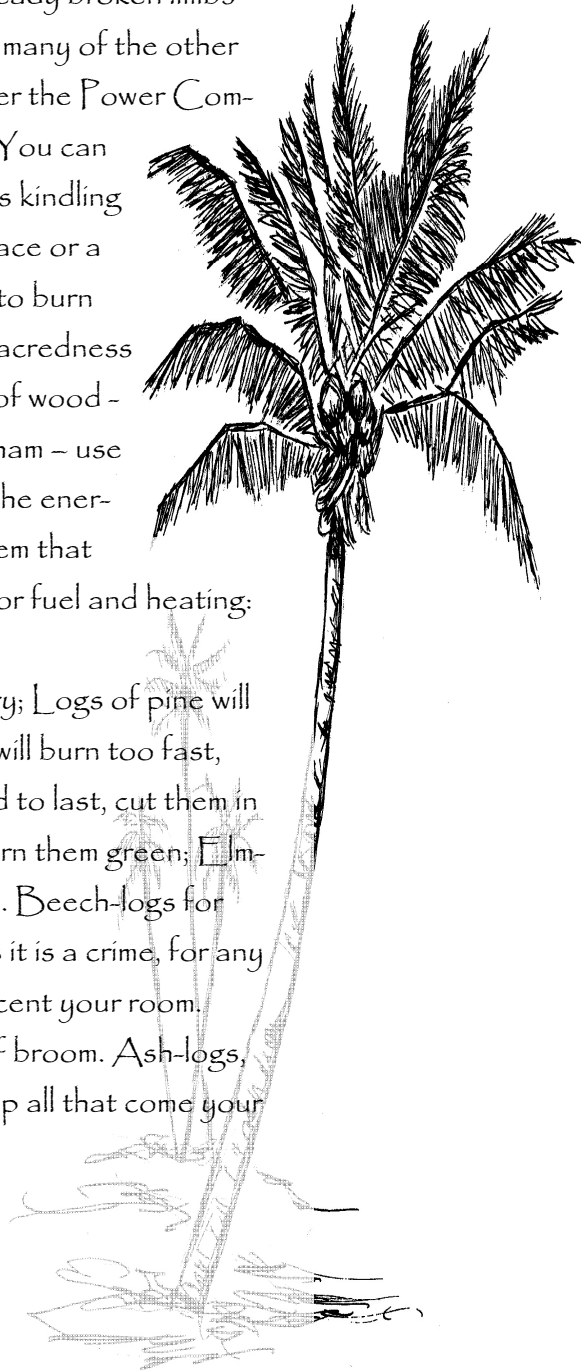 eady broken limbs
many of the other
er the Power Com-
You can
s kindling
ace or a
to burn
acredness
of wood -
ham – use
he ener-
em that
or fuel and heating:
ry; Logs of pine will
will burn too fast,
d to last, cut them in
rn them green; Elm-
. Beech-logs for
s it is a crime, for any
cent your room.
f broom. Ash-logs,
p all that come your